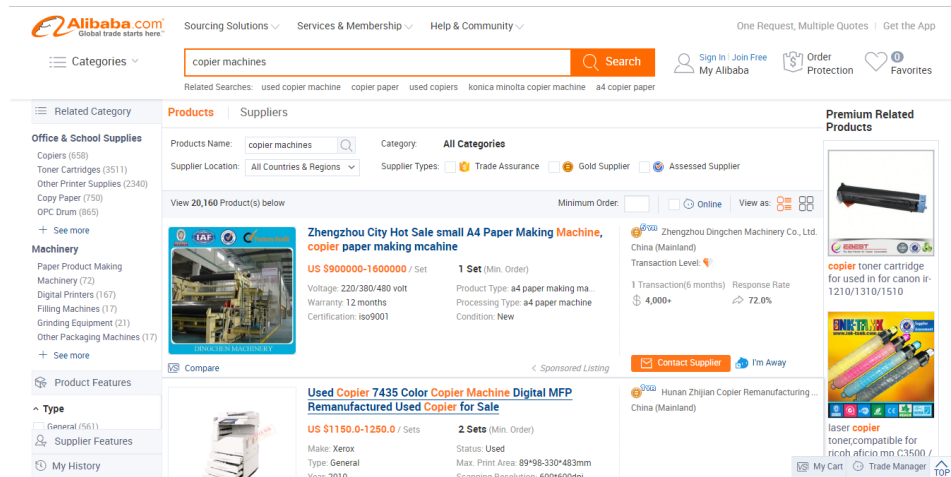 Alibaba.com
Global trade starts here.
Sourcing Solutions
Services & Membership
Help & Community
One Request, Multiple Quotes | Get the App
Categories
copier machines
Search
Sign In | Join Free
My Alibaba
Order
Protection
0
Favorites
Related Searches: used copier machine copier paper used copiers konica minolta copier machine a4 copier paper
Related Category
Office & School Supplies
Copiers (658)
Toner Cartridges (3511)
Other Printer Supplies (2340)
Copy Paper (750)
OPC Drum (865)
+ See more
Machinery
Paper Product Making
Machinery (72)
Digital Printers (167)
Filling Machines (17)
Grinding Equipment (21)
Other Packaging Machines (17)
+ See more
Product Features
Type
General (561)
Supplier Features
My History
Products
Suppliers
Products Name: copier machines
Category: All Categories
Supplier Location: All Countries & Regions
Supplier Types: Trade Assurance Gold Supplier Assessed Supplier
View 20,160 Product(s) below
Minimum Order:
Online
View as:
IAF
DINGCHEN MACHINERY
Compare
Zhengzhou City Hot Sale small A4 Paper Making Machine,
copier paper making mcahine
US $900000-1600000 / Set
1 Set (Min. Order)
Voltage: 220/380/480 volt
Product Type: a4 paper making ma...
Warranty: 12 months
Processing Type: a4 paper machine
Certification: iso9001
Condition: New
Sponsored Listing
Zhengzhou Dingchen Machinery Co., Ltd.
China (Mainland)
Transaction Level:
1 Transaction(6 months) Response Rate
4,000+
72.0%
Contact Supplier
I'm Away
Used Copier 7435 Color Copier Machine Digital MFP
Remanufactured Used Copier for Sale
US $1150.0-1250.0 / Sets
2 Sets (Min. Order)
Make: Xerox
Status: Used
Type: General
Max. Print Area: 89*98-330*483mm
Year: 2010
Scanning Resolution: 600*600dpi
Hunan Zhijian Copier Remanufacturing ...
China (Mainland)
Premium Related
Products
copier toner cartridge
for used in for canon ir-
1210/1310/1510
INK-TANK
laser copier
toner,compatible for
ricoh aficio mp C3500 /
My Cart
Trade Manager
TOP